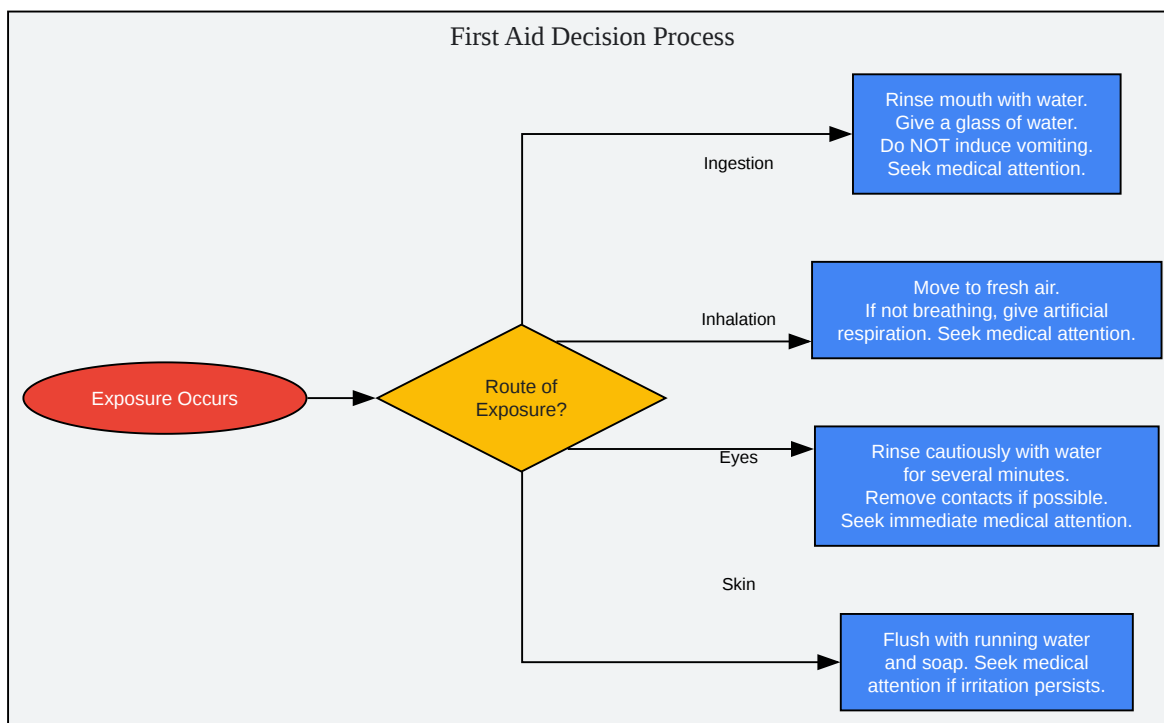 First Aid Decision Process
Rinse mouth with water.
Give a glass of water.
Do NOT induce vomiting.
Seek medical attention.
Ingestion
Move to fresh air.
If not breathing, give artificial
respiration. Seek medical attention.
Inhalation
Exposure Occurs
Route of
Exposure?
Rinse cautiously with water
for several minutes.
Remove contacts if possible.
Seek immediate medical attention.
Eyes
Skin
Flush with running water
and soap. Seek medical
attention if irritation persists.